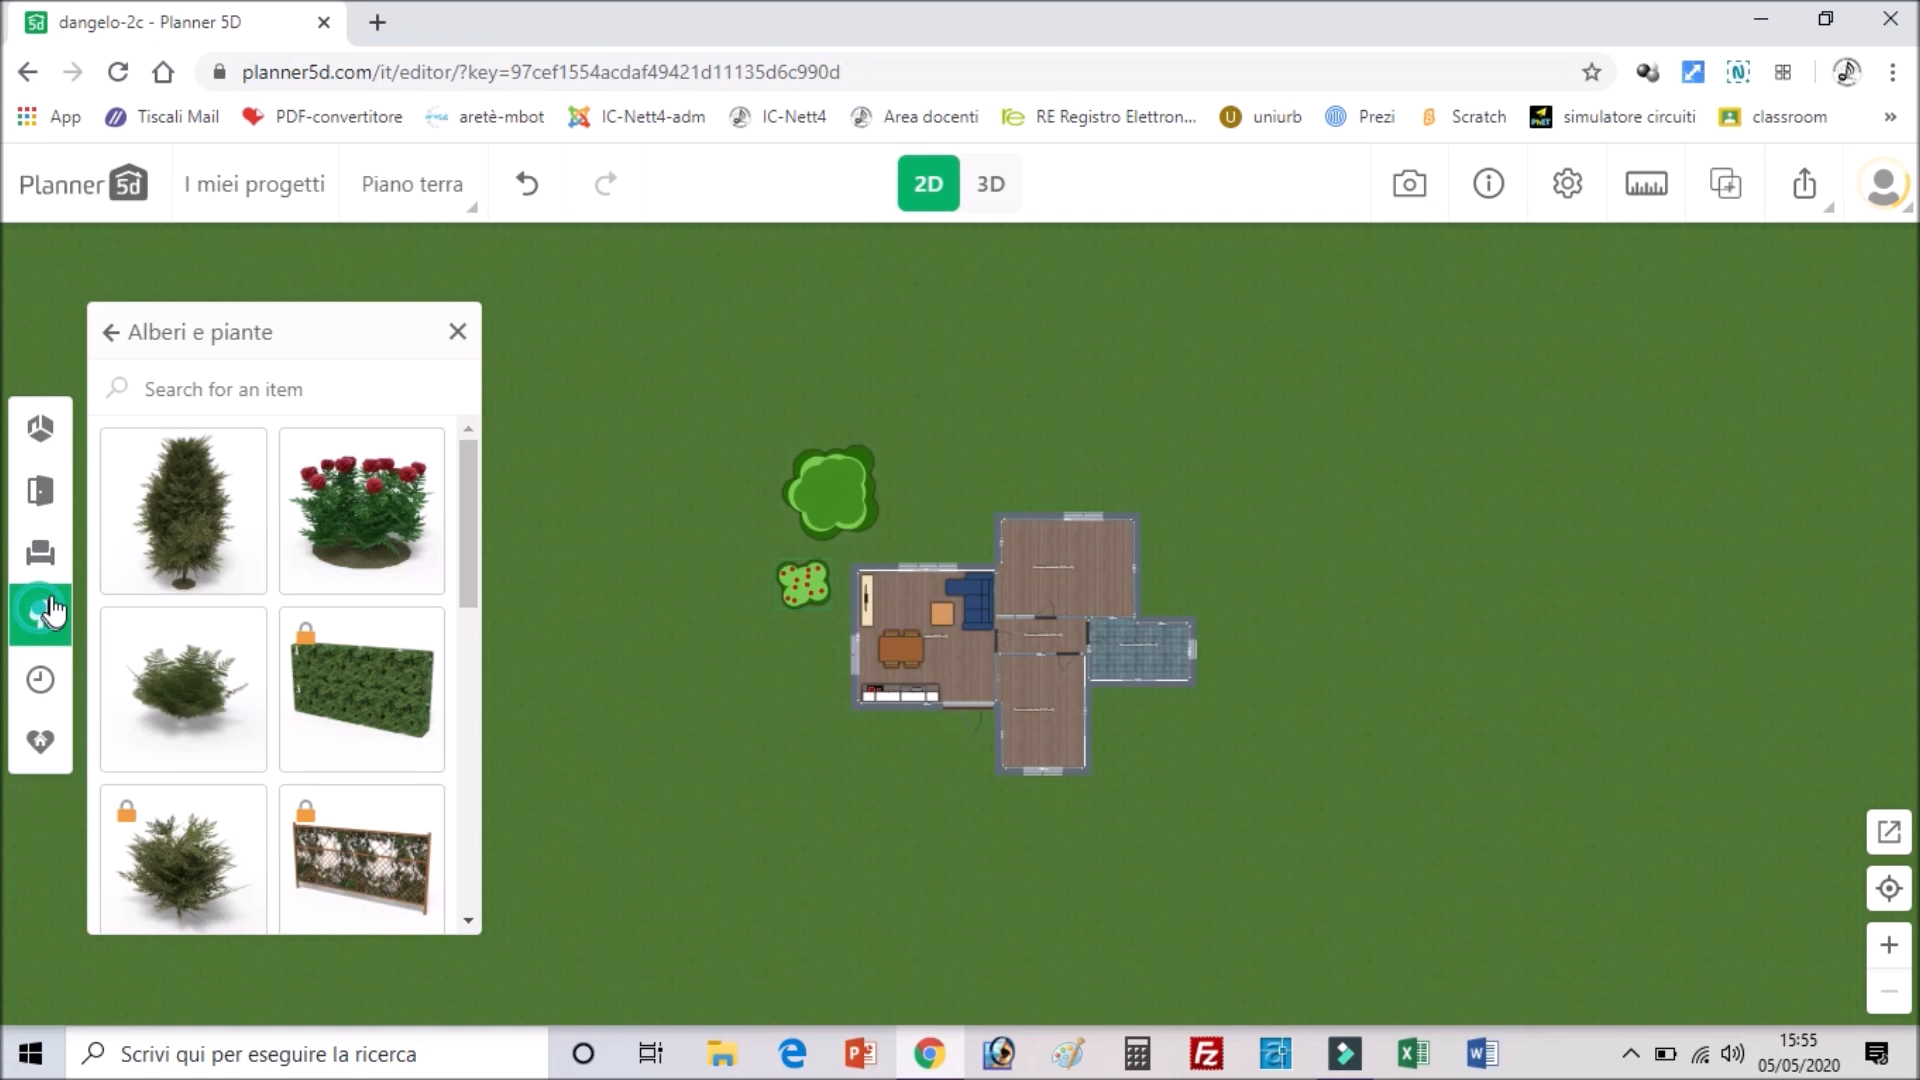 dangelo-2c - Planner 5D
planner5d.com/it/editor/?key=97cef1554acdaf49421d11135d6c990d
App Tiscali Mail PDF-convertitore aretè-mbot IC-Nett4-adm IC-Nett4 Area docenti RE Registro Elettron... uniurb Prezi Scratch simulatore circuiti classroom »
Planner 5d I miei progetti Piano terra 2D 3D
Alberi e piante
Search for an item
Scrivi qui per eseguire la ricerca
15:55
05/05/2020